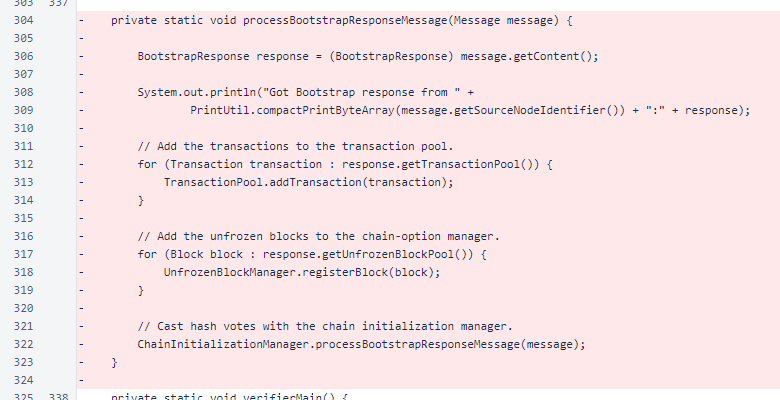 303 337
304 - private static void processBootstrapResponseMessage(Message message) {
305 -
306 - BootstrapResponse response = (BootstrapResponse) message.getContent();
307 -
308 - System.out.println("Got Bootstrap response from " +
309 - PrintUtil.compactPrintByteArray(message.getSourceNodeIdentifier()) + ":" + response);
310 -
311 - // Add the transactions to the transaction pool.
312 - for (Transaction transaction : response.getTransactionPool()) {
313 - TransactionPool.addTransaction(transaction);
314 - }
315 -
316 - // Add the unfrozen blocks to the chain-option manager.
317 - for (Block block : response.getUnfrozenBlockPool()) {
318 - UnfrozenBlockManager.registerBlock(block);
319 - }
320 -
321 - // Cast hash votes with the chain initialization manager.
322 - ChainInitializationManager.processBootstrapResponseMessage(message);
323 - }
324 -
325 338 private static void verifierMain() {